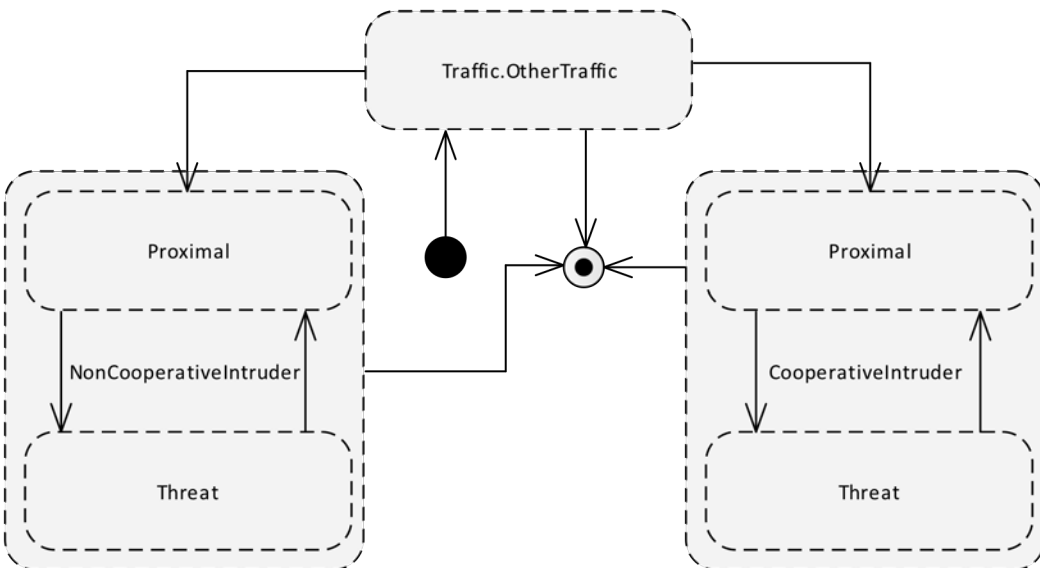 Traffic.OtherTraffic
Proximal
Proximal
NonCooperativeIntruder
CooperativeIntruder
Threat
Threat